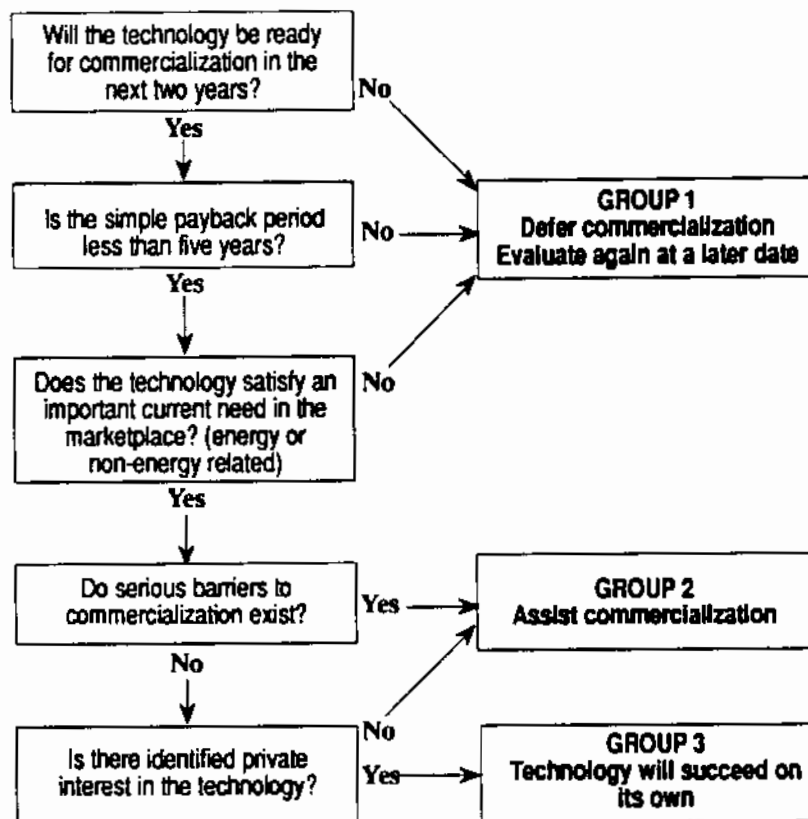 Will the technology be ready
for commercialization in the
next two years?
No
Yes
Is the simple payback period
less than five years?
No
GROUP 1
Defer commercialization
Evaluate again at a later date
Yes
Does the technology satisfy an
important current need in the
marketplace? (energy or
non-energy related)
No
Yes
Do serious barriers to
commercialization exist?
Yes
GROUP 2
Assist commercialization
No
Is there identified private
interest in the technology?
No
Yes
GROUP 3
Technology will succeed on
its own